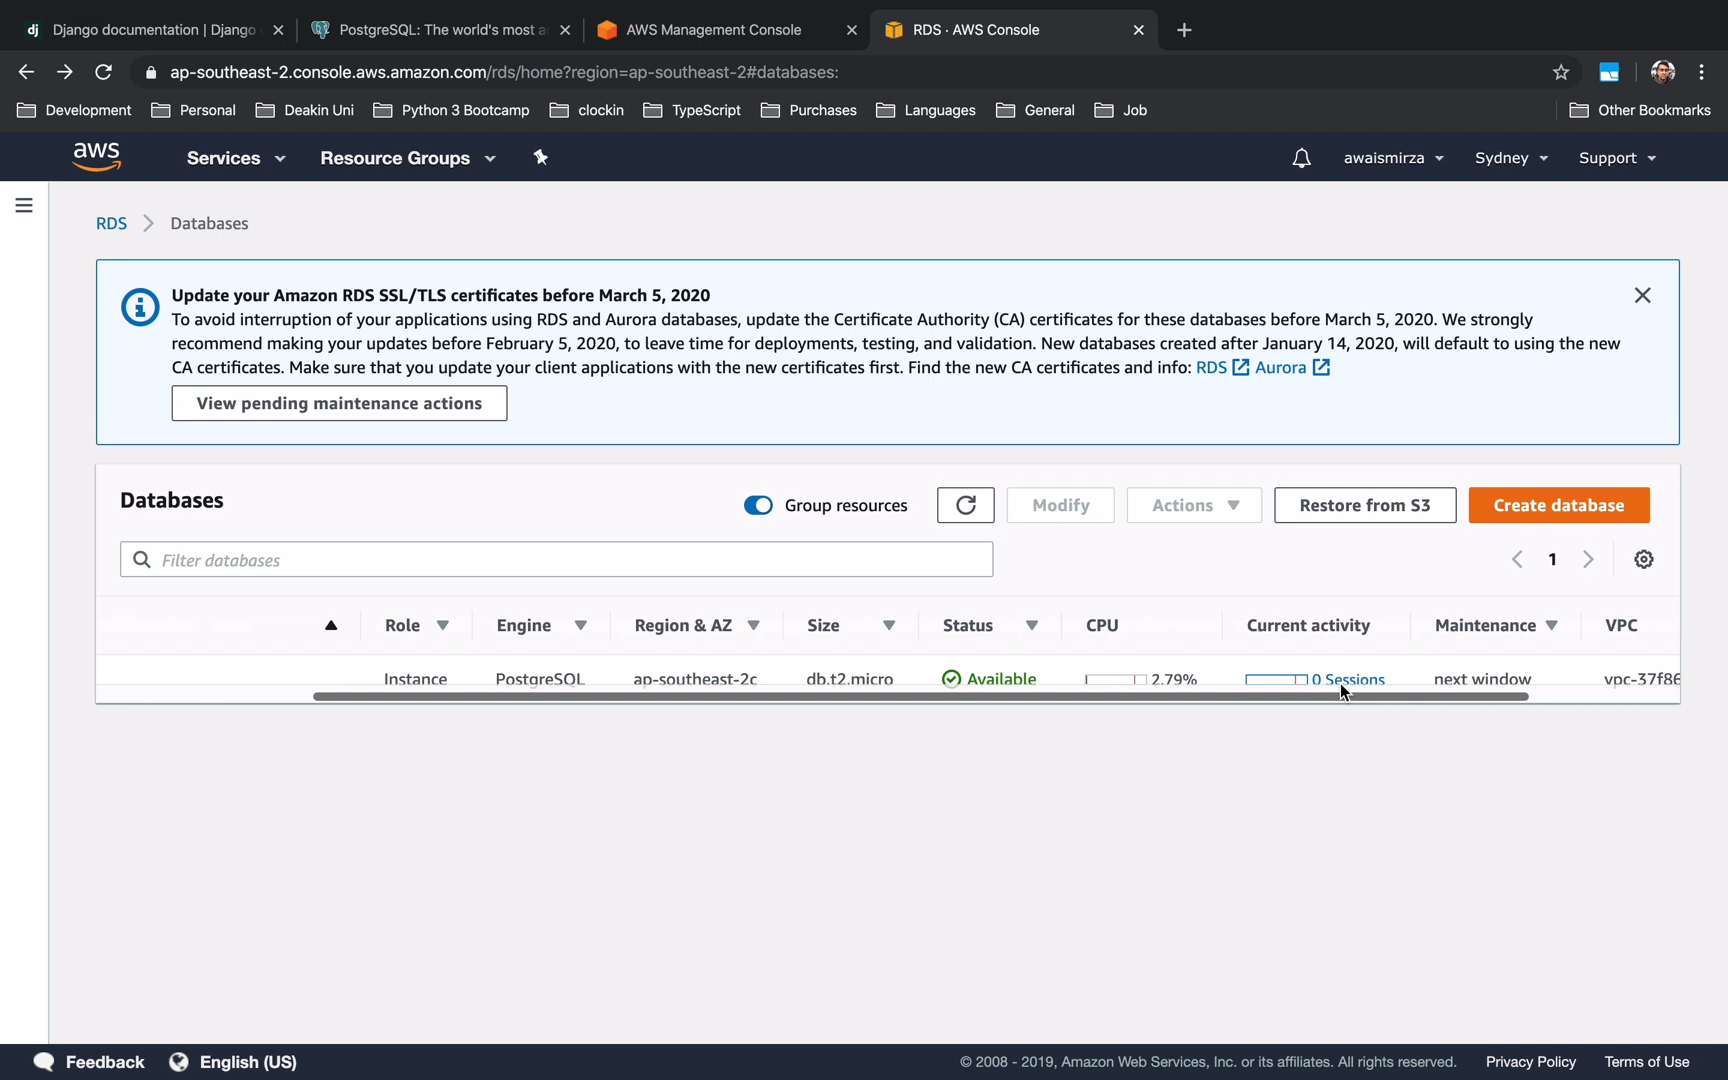 dj Django documentation | Django
PostgreSQL: The world's most a
AWS Management Console
RDS · AWS Console
ap-southeast-2.console.aws.amazon.com/rds/home?region=ap-southeast-2#databases:
Development
Personal
Deakin Uni
Python 3 Bootcamp
clockin
TypeScript
Purchases
Languages
General
Job
Other Bookmarks
aws
Services
Resource Groups
awaismirza
Sydney
Support
RDS
Databases
Update your Amazon RDS SSL/TLS certificates before March 5, 2020
To avoid interruption of your applications using RDS and Aurora databases, update the Certificate Authority (CA) certificates for these databases before March 5, 2020. We strongly
recommend making your updates before February 5, 2020, to leave time for deployments, testing, and validation. New databases created after January 14, 2020, will default to using the new
CA certificates. Make sure that you update your client applications with the new certificates first. Find the new CA certificates and info: RDS Aurora
View pending maintenance actions
Databases
Group resources
Modify
Actions
Restore from S3
Create database
Filter databases
1
Role
Engine
Region & AZ
Size
Status
CPU
Current activity
Maintenance
VPC
Instance
PostgreSQL
ap-southeast-2c
db.t2.micro
Available
2.79%
0 Sessions
next window
vpc-37f86
Feedback
English (US)
© 2008 - 2019, Amazon Web Services, Inc. or its affiliates. All rights reserved.
Privacy Policy
Terms of Use